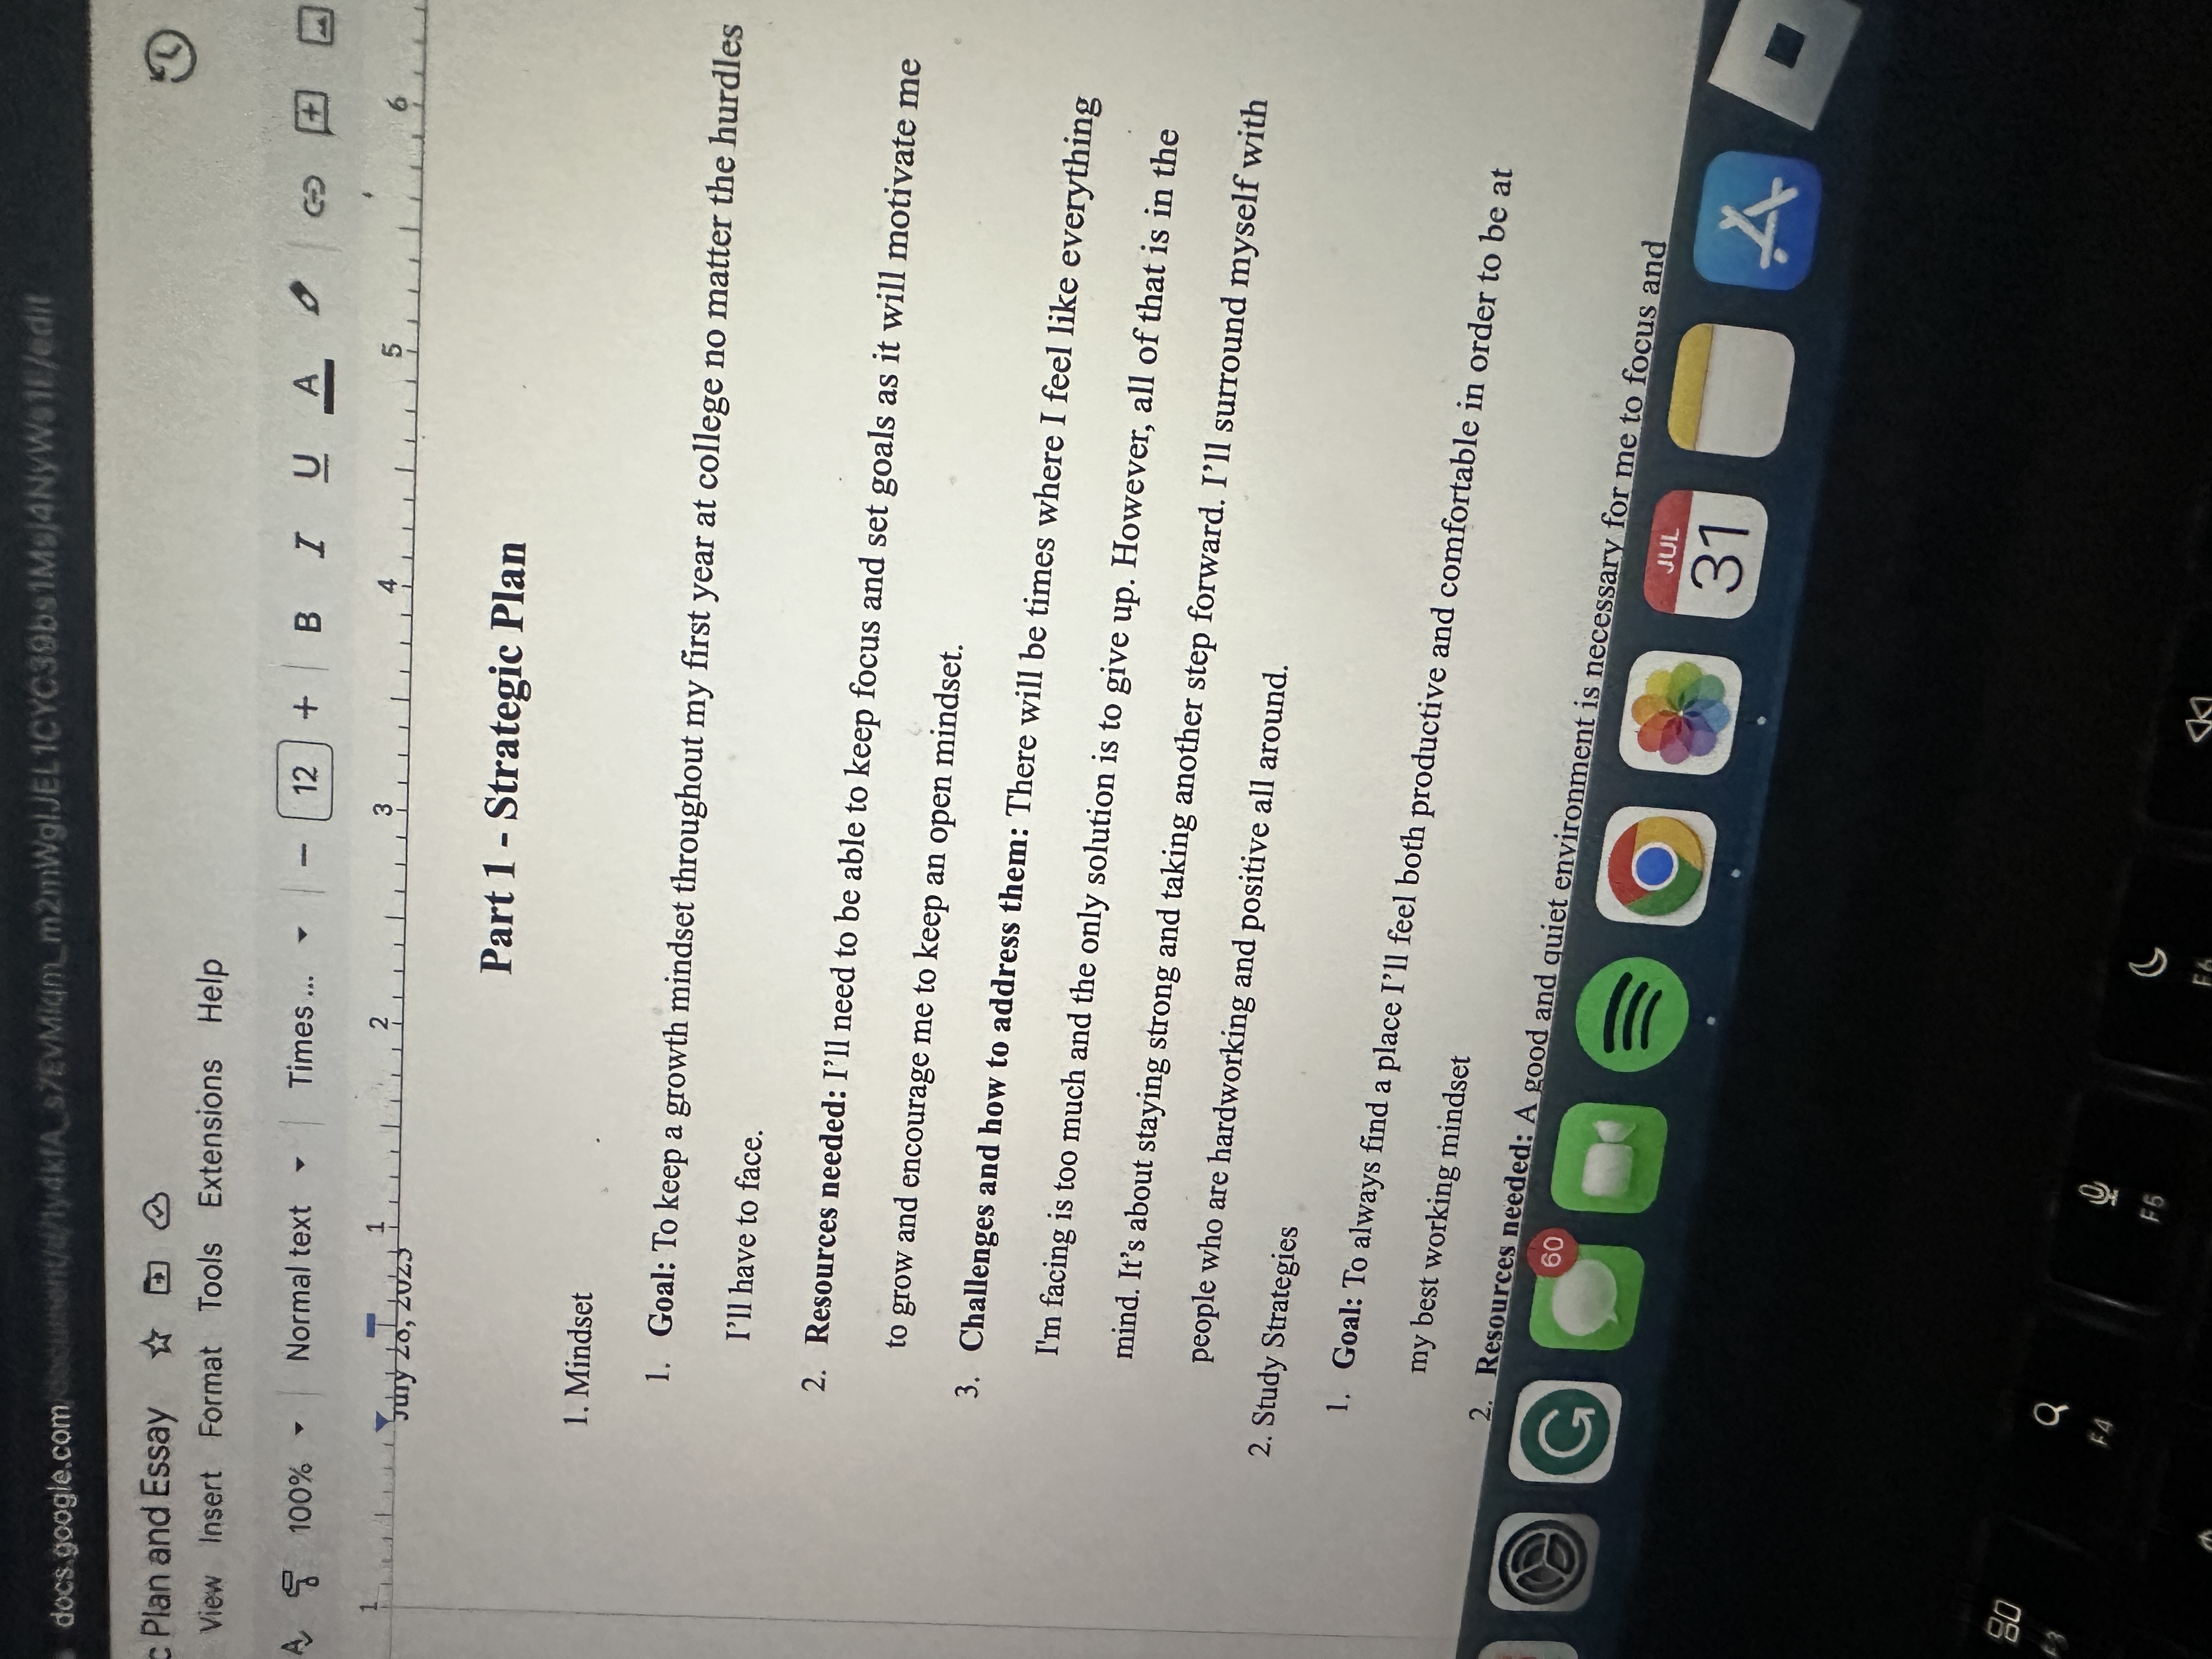 docs.google.com
c Plan and Essay
View Insert Format Tools Extensions Help
100% Normal text Times ... − 12 + B I U A
1 1 2 3 4 5 6
July 28, 2023
Part 1 - Strategic Plan
1. Mindset
1. Goal: To keep a growth mindset throughout my first year at college no matter the hurdles
I’ll have to face.
2. Resources needed: I’ll need to be able to keep focus and set goals as it will motivate me
to grow and encourage me to keep an open mindset.
3. Challenges and how to address them: There will be times where I feel like everything
I'm facing is too much and the only solution is to give up. However, all of that is in the
mind. It’s about staying strong and taking another step forward. I’ll surround myself with
people who are hardworking and positive all around.
2. Study Strategies
1. Goal: To always find a place I’ll feel both productive and comfortable in order to be at
my best working mindset
2. Resources needed: A good and quiet environment is necessary for me to focus and
60
JUL
31
F3
F4
F5
F6